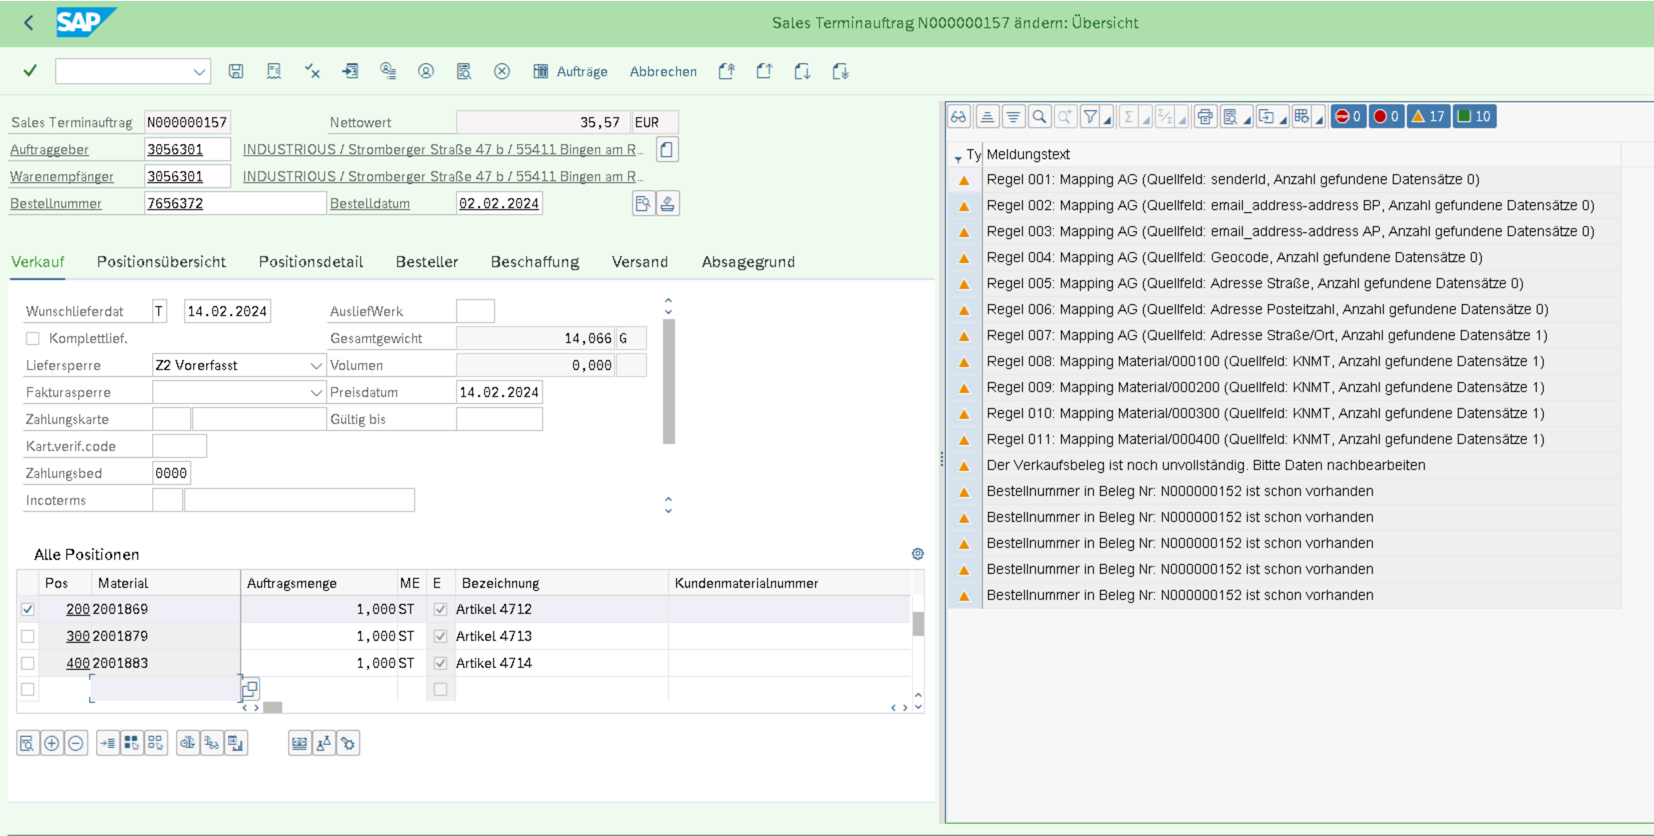 SAP
Sales Terminauftrag N000000157 ändern: Übersicht
Aufträge Abbrechen
Sales Terminauftrag N000000157 Nettowert 35,57 EUR
Auftraggeber 3056301 INDUSTRIOUS / Stromberger Straße 47 b / 55411 Bingen am R...
Warenempfänger 3056301 INDUSTRIOUS / Stromberger Straße 47 b / 55411 Bingen am R...
Bestellnummer 7656372 Bestelldatum 02.02.2024
Verkauf Positionsübersicht Positionsdetail Besteller Beschaffung Versand Absagegrund
Wunschlieferdat T 14.02.2024 AusliefWerk
Komplettlief. Gesamtgewicht 14,066 G
Liefersperre Z2 Vorerfasst Volumen 0,000
Fakturasperre Preisdatum 14.02.2024
Zahlungskarte Gültig bis
Kart.verif.code
Zahlungsbed 0000
Incoterms
Alle Positionen
Pos Material Auftragsmenge ME E Bezeichnung Kundenmaterialnummer
200 2001869 1,000 ST Artikel 4712
300 2001879 1,000 ST Artikel 4713
400 2001883 1,000 ST Artikel 4714
0 0 17 10
Ty Meldungstext
Regel 001: Mapping AG (Quellfeld: senderId, Anzahl gefundene Datensätze 0)
Regel 002: Mapping AG (Quellfeld: email_address-address BP, Anzahl gefundene Datensätze 0)
Regel 003: Mapping AG (Quellfeld: email_address-address AP, Anzahl gefundene Datensätze 0)
Regel 004: Mapping AG (Quellfeld: Geocode, Anzahl gefundene Datensätze 0)
Regel 005: Mapping AG (Quellfeld: Adresse Straße, Anzahl gefundene Datensätze 0)
Regel 006: Mapping AG (Quellfeld: Adresse Posteitzahl, Anzahl gefundene Datensätze 0)
Regel 007: Mapping AG (Quellfeld: Adresse Straße/Ort, Anzahl gefundene Datensätze 1)
Regel 008: Mapping Material/000100 (Quellfeld: KNMT, Anzahl gefundene Datensätze 1)
Regel 009: Mapping Material/000200 (Quellfeld: KNMT, Anzahl gefundene Datensätze 1)
Regel 010: Mapping Material/000300 (Quellfeld: KNMT, Anzahl gefundene Datensätze 1)
Regel 011: Mapping Material/000400 (Quellfeld: KNMT, Anzahl gefundene Datensätze 1)
Der Verkaufsbeleg ist noch unvollständig. Bitte Daten nachbearbeiten
Bestellnummer in Beleg Nr: N000000152 ist schon vorhanden
Bestellnummer in Beleg Nr: N000000152 ist schon vorhanden
Bestellnummer in Beleg Nr: N000000152 ist schon vorhanden
Bestellnummer in Beleg Nr: N000000152 ist schon vorhanden
Bestellnummer in Beleg Nr: N000000152 ist schon vorhanden